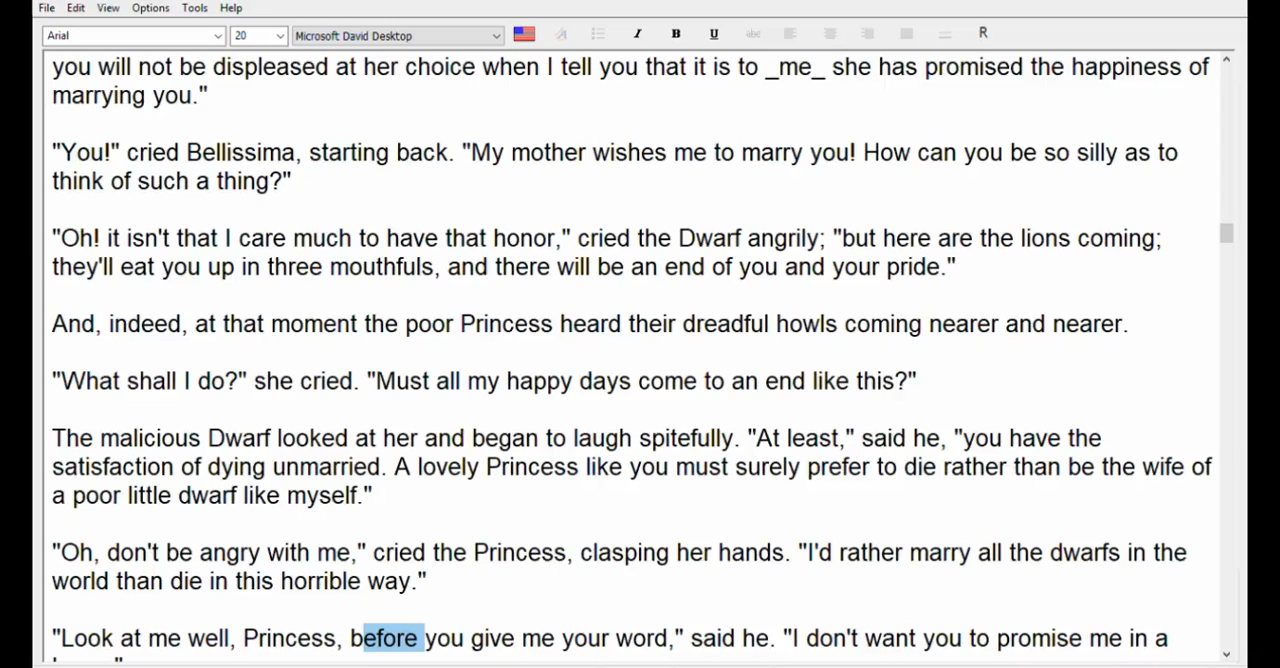 File Edit View Options Tools Help
Arial 20 Microsoft David Desktop I B U abc R
you will not be displeased at her choice when I tell you that it is to _me_ she has promised the happiness of
marrying you."
"You!" cried Bellissima, starting back. "My mother wishes me to marry you! How can you be so silly as to
think of such a thing?"
"Oh! it isn't that I care much to have that honor," cried the Dwarf angrily; "but here are the lions coming;
they'll eat you up in three mouthfuls, and there will be an end of you and your pride."
And, indeed, at that moment the poor Princess heard their dreadful howls coming nearer and nearer.
"What shall I do?" she cried. "Must all my happy days come to an end like this?"
The malicious Dwarf looked at her and began to laugh spitefully. "At least," said he, "you have the
satisfaction of dying unmarried. A lovely Princess like you must surely prefer to die rather than be the wife of
a poor little dwarf like myself."
"Oh, don't be angry with me," cried the Princess, clasping her hands. "I'd rather marry all the dwarfs in the
world than die in this horrible way."
"Look at me well, Princess, before you give me your word," said he. "I don't want you to promise me in a